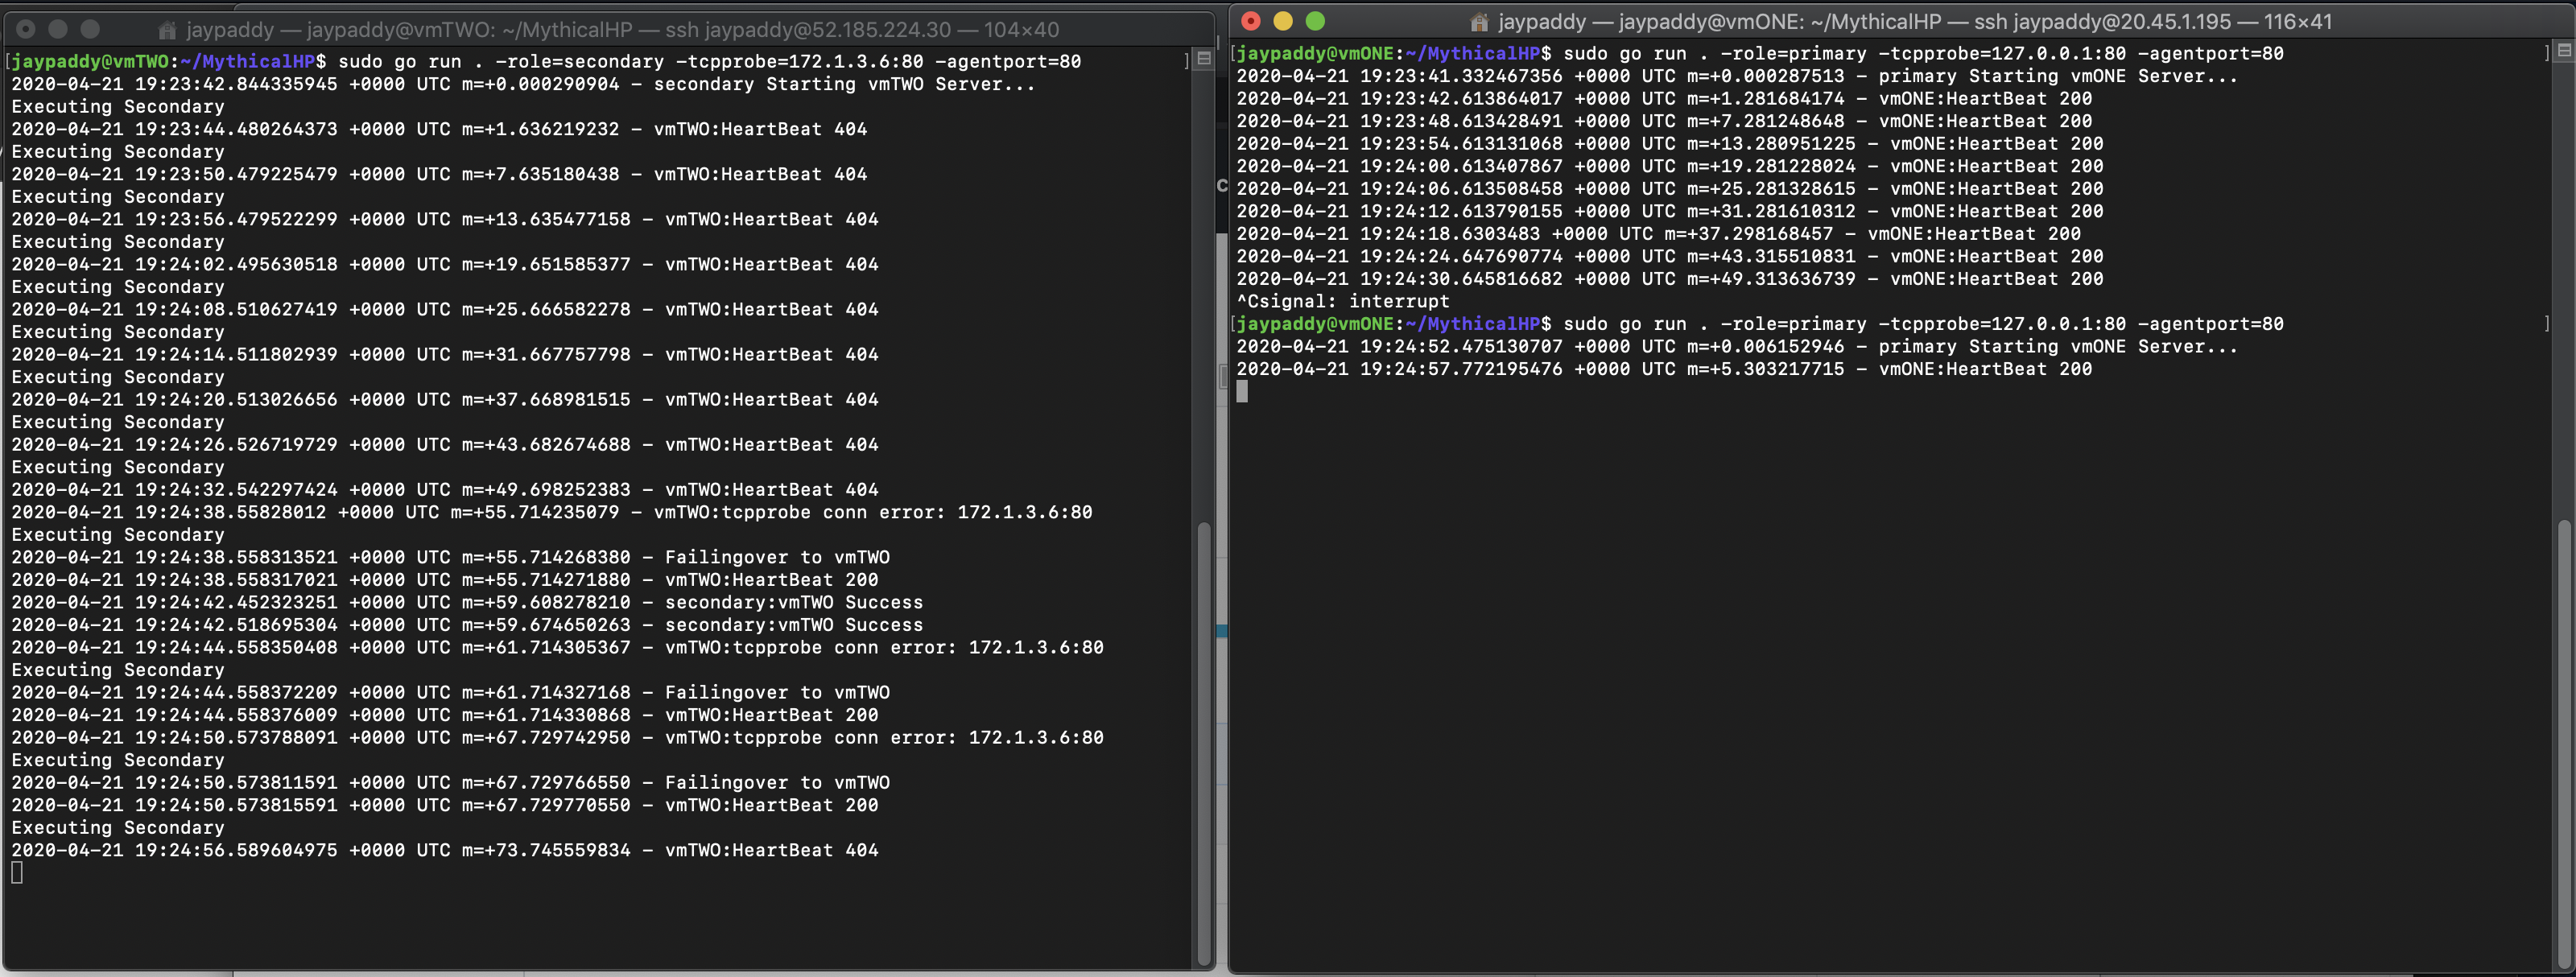 jaypaddy — jaypaddy@vmTWO: ~/MythicalHP — ssh jaypaddy@52.185.224.30 — 104×40
[jaypaddy@vmTWO:~/MythicalHP$ sudo go run . -role=secondary -tcpprobe=172.1.3.6:80 -agentport=80 ]
2020-04-21 19:23:42.844335945 +0000 UTC m=+0.000290904 - secondary Starting vmTWO Server...
Executing Secondary
2020-04-21 19:23:44.480264373 +0000 UTC m=+1.636219232 - vmTWO:HeartBeat 404
Executing Secondary
2020-04-21 19:23:50.479225479 +0000 UTC m=+7.635180438 - vmTWO:HeartBeat 404
Executing Secondary
2020-04-21 19:23:56.479522299 +0000 UTC m=+13.635477158 - vmTWO:HeartBeat 404
Executing Secondary
2020-04-21 19:24:02.495630518 +0000 UTC m=+19.651585377 - vmTWO:HeartBeat 404
Executing Secondary
2020-04-21 19:24:08.510627419 +0000 UTC m=+25.666582278 - vmTWO:HeartBeat 404
Executing Secondary
2020-04-21 19:24:14.511802939 +0000 UTC m=+31.667757798 - vmTWO:HeartBeat 404
Executing Secondary
2020-04-21 19:24:20.513026656 +0000 UTC m=+37.668981515 - vmTWO:HeartBeat 404
Executing Secondary
2020-04-21 19:24:26.526719729 +0000 UTC m=+43.682674688 - vmTWO:HeartBeat 404
Executing Secondary
2020-04-21 19:24:32.542297424 +0000 UTC m=+49.698252383 - vmTWO:HeartBeat 404
2020-04-21 19:24:38.55828012 +0000 UTC m=+55.714235079 - vmTWO:tcpprobe conn error: 172.1.3.6:80
Executing Secondary
2020-04-21 19:24:38.558313521 +0000 UTC m=+55.714268380 - Failingover to vmTWO
2020-04-21 19:24:38.558317021 +0000 UTC m=+55.714271880 - vmTWO:HeartBeat 200
2020-04-21 19:24:42.452323251 +0000 UTC m=+59.608278210 - secondary:vmTWO Success
2020-04-21 19:24:42.518695304 +0000 UTC m=+59.674650263 - secondary:vmTWO Success
2020-04-21 19:24:44.558350408 +0000 UTC m=+61.714305367 - vmTWO:tcpprobe conn error: 172.1.3.6:80
Executing Secondary
2020-04-21 19:24:44.558372209 +0000 UTC m=+61.714327168 - Failingover to vmTWO
2020-04-21 19:24:44.558376009 +0000 UTC m=+61.714330868 - vmTWO:HeartBeat 200
2020-04-21 19:24:50.573788091 +0000 UTC m=+67.729742950 - vmTWO:tcpprobe conn error: 172.1.3.6:80
Executing Secondary
2020-04-21 19:24:50.573811591 +0000 UTC m=+67.729766550 - Failingover to vmTWO
2020-04-21 19:24:50.573815591 +0000 UTC m=+67.729770550 - vmTWO:HeartBeat 200
Executing Secondary
2020-04-21 19:24:56.589604975 +0000 UTC m=+73.745559834 - vmTWO:HeartBeat 404
jaypaddy — jaypaddy@vmONE: ~/MythicalHP — ssh jaypaddy@20.45.1.195 — 116×41
[jaypaddy@vmONE:~/MythicalHP$ sudo go run . -role=primary -tcpprobe=127.0.0.1:80 -agentport=80 ]
2020-04-21 19:23:41.332467356 +0000 UTC m=+0.000287513 - primary Starting vmONE Server...
2020-04-21 19:23:42.613864017 +0000 UTC m=+1.281684174 - vmONE:HeartBeat 200
2020-04-21 19:23:48.613428491 +0000 UTC m=+7.281248648 - vmONE:HeartBeat 200
2020-04-21 19:23:54.613131068 +0000 UTC m=+13.280951225 - vmONE:HeartBeat 200
2020-04-21 19:24:00.613407867 +0000 UTC m=+19.281228024 - vmONE:HeartBeat 200
2020-04-21 19:24:06.613508458 +0000 UTC m=+25.281328615 - vmONE:HeartBeat 200
2020-04-21 19:24:12.613790155 +0000 UTC m=+31.281610312 - vmONE:HeartBeat 200
2020-04-21 19:24:18.6303483 +0000 UTC m=+37.298168457 - vmONE:HeartBeat 200
2020-04-21 19:24:24.647690774 +0000 UTC m=+43.315510831 - vmONE:HeartBeat 200
2020-04-21 19:24:30.645816682 +0000 UTC m=+49.313636739 - vmONE:HeartBeat 200
^Csignal: interrupt
[jaypaddy@vmONE:~/MythicalHP$ sudo go run . -role=primary -tcpprobe=127.0.0.1:80 -agentport=80 ]
2020-04-21 19:24:52.475130707 +0000 UTC m=+0.006152946 - primary Starting vmONE Server...
2020-04-21 19:24:57.772195476 +0000 UTC m=+5.303217715 - vmONE:HeartBeat 200